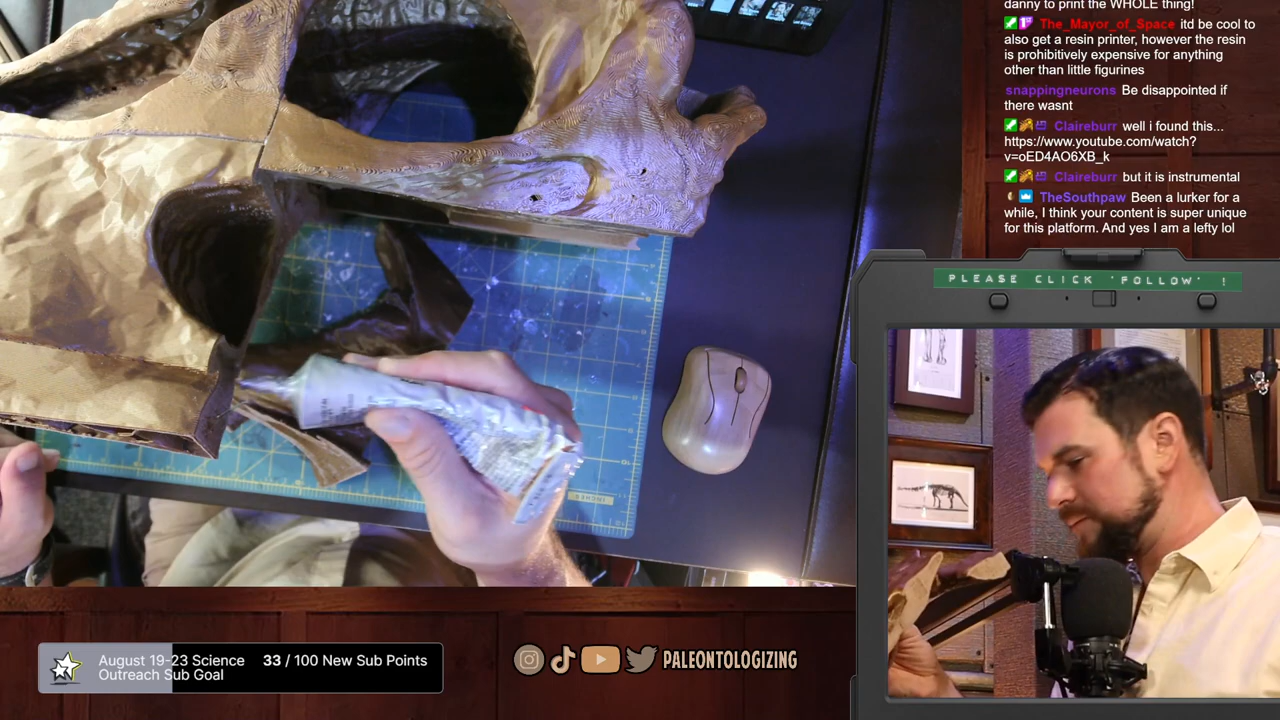 danny to print the WHOLE thing!
The_Mayor_of_Space itd be cool to
also get a resin printer, however the resin
is prohibitively expensive for anything
other than little figurines
snappingneurons Be disappointed if
there wasnt
Claireburr well i found this...
https://www.youtube.com/watch?
v=oED4AO6XB_k
Claireburr but it is instrumental
TheSouthpaw Been a lurker for a
while, I think your content is super unique
for this platform. And yes I am a lefty lol
PLEASE CLICK "FOLLOW" !
INCHES
August 19-23 Science
Outreach Sub Goal
33 / 100 New Sub Points
PALEONTOLOGIZING